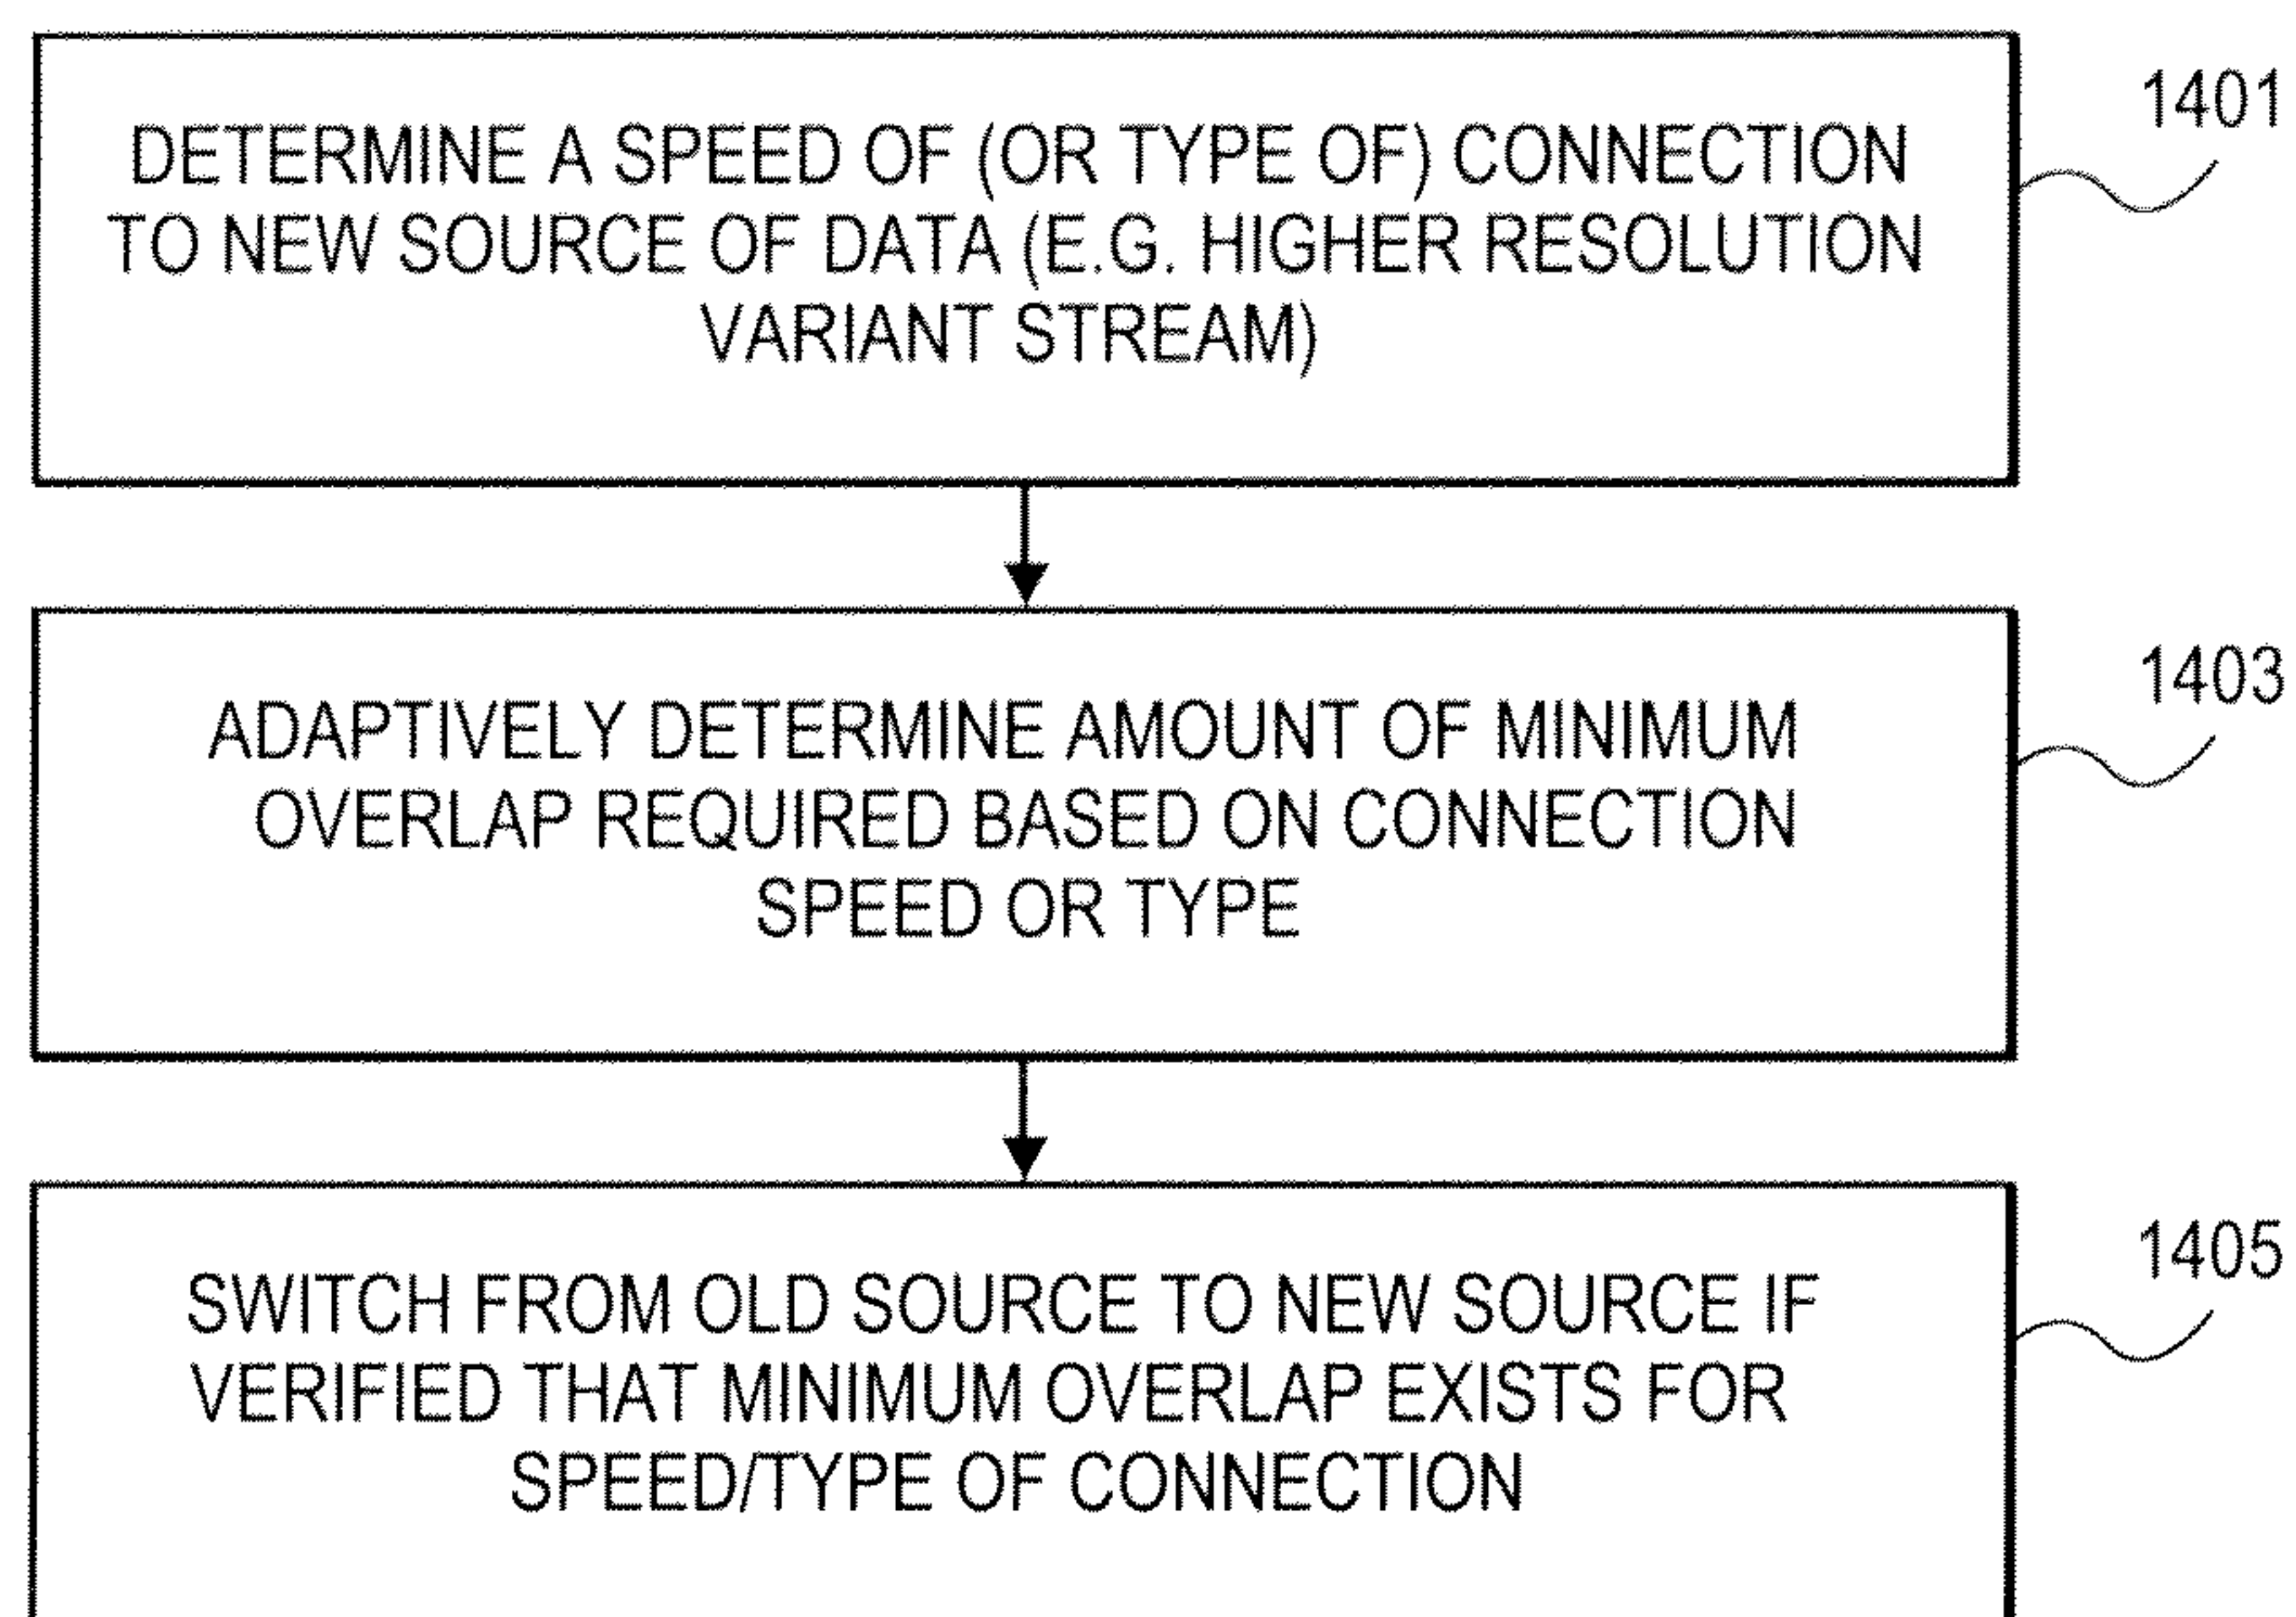 DETERMINE A SPEED OF (OR TYPE OF) CONNECTION
TO NEW SOURCE OF DATA (E.G. HIGHER RESOLUTION
VARIANT STREAM)
1401
ADAPTIVELY DETERMINE AMOUNT OF MINIMUM
OVERLAP REQUIRED BASED ON CONNECTION
SPEED OR TYPE
1403
SWITCH FROM OLD SOURCE TO NEW SOURCE IF
VERIFIED THAT MINIMUM OVERLAP EXISTS FOR
SPEED/TYPE OF CONNECTION
1405